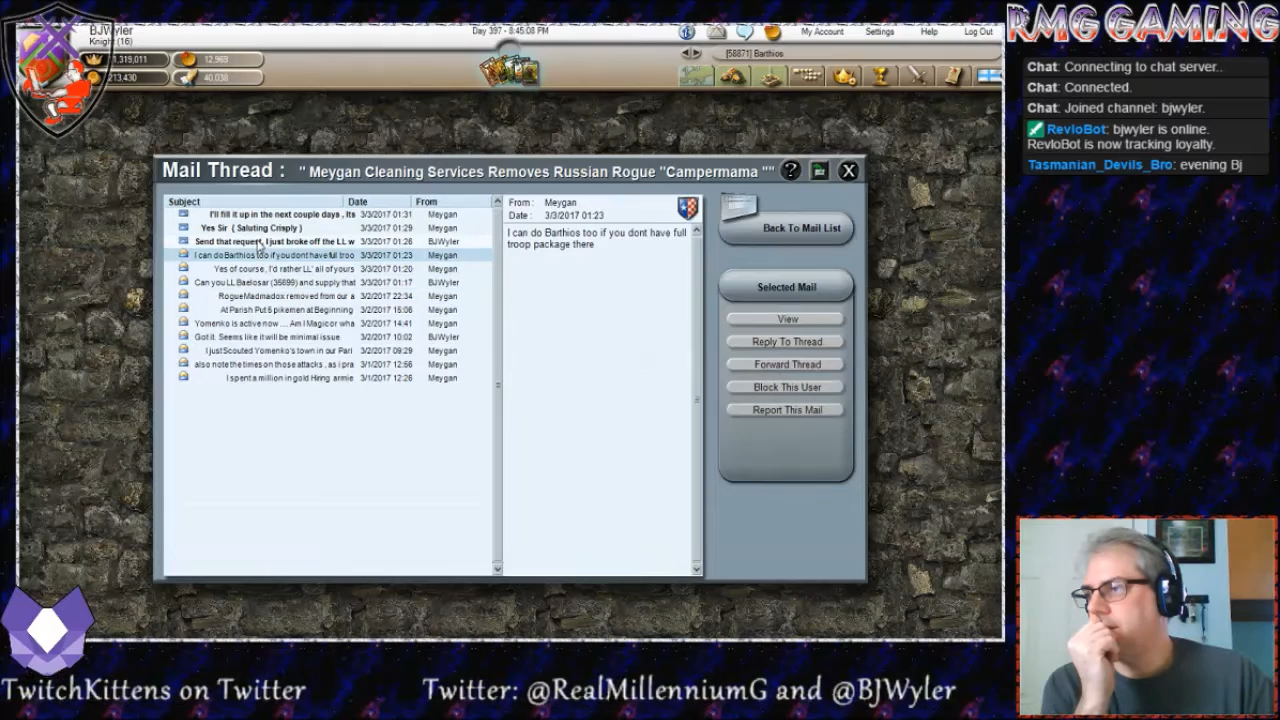 BJWyler
Knight (16)
1,319,011
12,969
213,430
40,038
Day 397 - 8:45:08 PM
My Account
Settings
Help
Log Out
[58871] Barthios
RMG GAMING
Chat: Connecting to chat server..
Chat: Connected.
Chat: Joined channel: bjwyler.
RevloBot: bjwyler is online.
RevloBot is now tracking loyalty.
Tasmanian_Devils_Bro: evening Bj
Mail Thread : " Meygan Cleaning Services Removes Russian Rogue "Campermama ""
Subject Date From
I'll fill it up in the next couple days , Its 3/3/2017 01:31 Meygan
Yes Sir ( Saluting Crisply ) 3/3/2017 01:29 Meygan
Send that request, I just broke off the LL w 3/3/2017 01:26 BJWyler
I can do Barthios too if you dont have full troo 3/3/2017 01:23 Meygan
Yes of course, I'd rather LL' all of yours 3/3/2017 01:20 Meygan
Can you LL Baelosar (35699) and supply that 3/3/2017 01:17 BJWyler
Rogue Madmadox removed from our a 3/2/2017 22:34 Meygan
At Parish Put 5 pikemen at Beginning 3/2/2017 15:06 Meygan
Yomenko is active now .... Am I Magic or wha 3/2/2017 14:41 Meygan
Got it. Seems like it will be minimal issue 3/2/2017 10:02 BJWyler
I just Scouted Yomenko's town in our Pari 3/2/2017 09:29 Meygan
also note the times on those attacks , as i pra 3/1/2017 12:56 Meygan
I spent a million in gold Hiring armie 3/1/2017 12:26 Meygan
From : Meygan
Date : 3/3/2017 01:23
I can do Barthios too if you dont have full
troop package there
Back To Mail List
Selected Mail
View
Reply To Thread
Forward Thread
Block This User
Report This Mail
TwitchKittens on Twitter
Twitter: @RealMillenniumG and @BJWyler